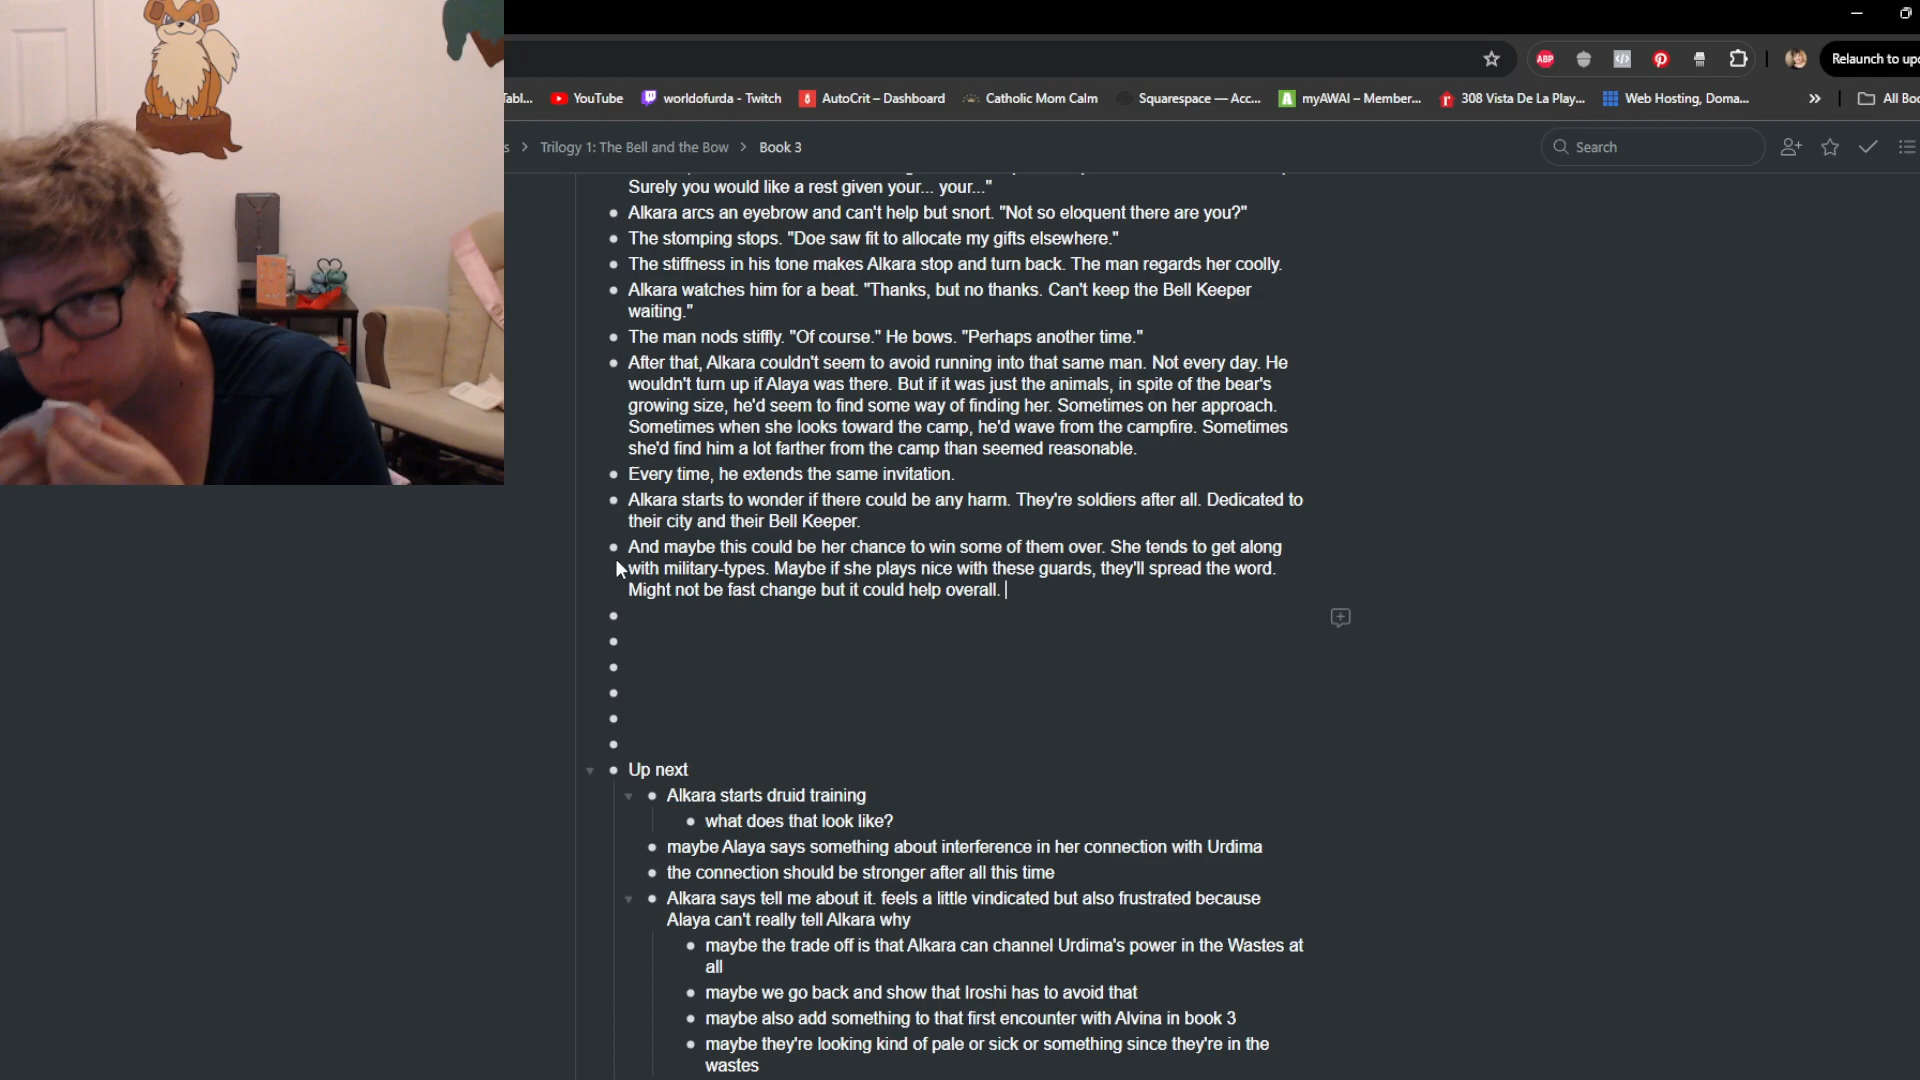 Relaunch to upd
Tabl...
YouTube
worldofurda - Twitch
AutoCrit – Dashboard
Catholic Mom Calm
Squarespace — Acc...
myAWAI – Member...
308 Vista De La Play...
Web Hosting, Doma...
»
All Boo
s > Trilogy 1: The Bell and the Bow > Book 3
Search
Surely you would like a rest given your... your..."
Alkara arcs an eyebrow and can't help but snort. "Not so eloquent there are you?"
The stomping stops. "Doe saw fit to allocate my gifts elsewhere."
The stiffness in his tone makes Alkara stop and turn back. The man regards her coolly.
Alkara watches him for a beat. "Thanks, but no thanks. Can't keep the Bell Keeper
waiting."
The man nods stiffly. "Of course." He bows. "Perhaps another time."
After that, Alkara couldn't seem to avoid running into that same man. Not every day. He
wouldn't turn up if Alaya was there. But if it was just the animals, in spite of the bear's
growing size, he'd seem to find some way of finding her. Sometimes on her approach.
Sometimes when she looks toward the camp, he'd wave from the campfire. Sometimes
she'd find him a lot farther from the camp than seemed reasonable.
Every time, he extends the same invitation.
Alkara starts to wonder if there could be any harm. They're soldiers after all. Dedicated to
their city and their Bell Keeper.
And maybe this could be her chance to win some of them over. She tends to get along
with military-types. Maybe if she plays nice with these guards, they'll spread the word.
Might not be fast change but it could help overall.
Up next
Alkara starts druid training
what does that look like?
maybe Alaya says something about interference in her connection with Urdima
the connection should be stronger after all this time
Alkara says tell me about it. feels a little vindicated but also frustrated because
Alaya can't really tell Alkara why
maybe the trade off is that Alkara can channel Urdima's power in the Wastes at
all
maybe we go back and show that Iroshi has to avoid that
maybe also add something to that first encounter with Alvina in book 3
maybe they're looking kind of pale or sick or something since they're in the
wastes